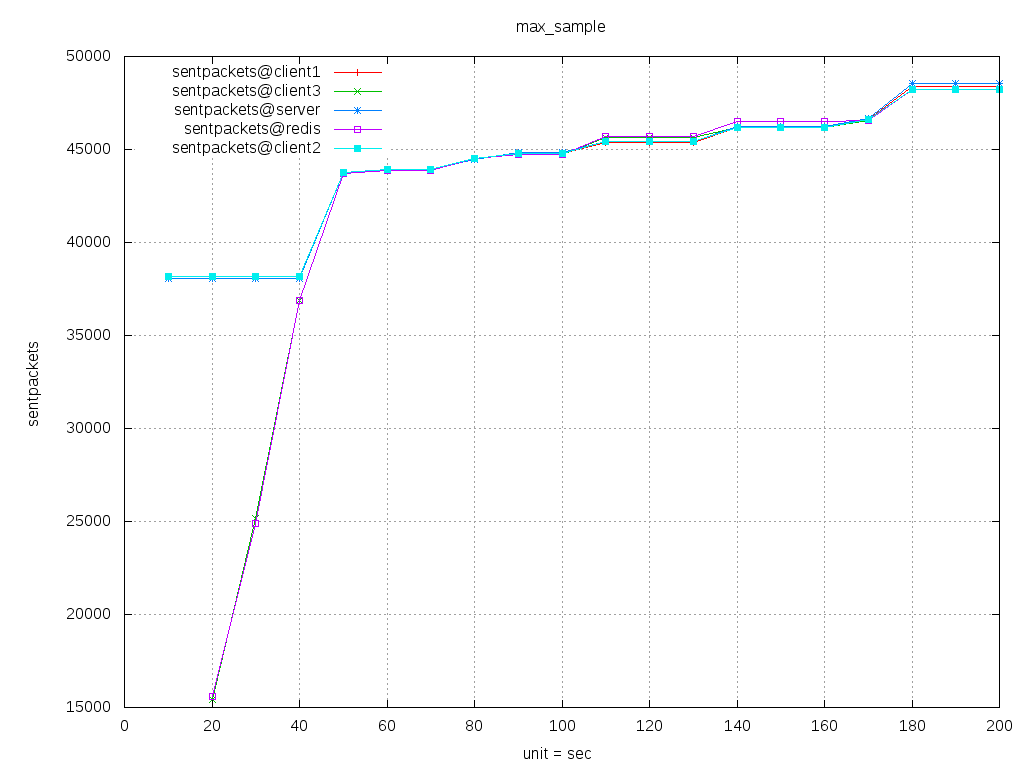 max_sample
50000
45000
40000
35000
30000
25000
20000
15000
sentpackets
sentpackets@client1
sentpackets@client3
sentpackets@server
sentpackets@redis
sentpackets@client2
0 20 40 60 80 100 120 140 160 180 200
unit = sec